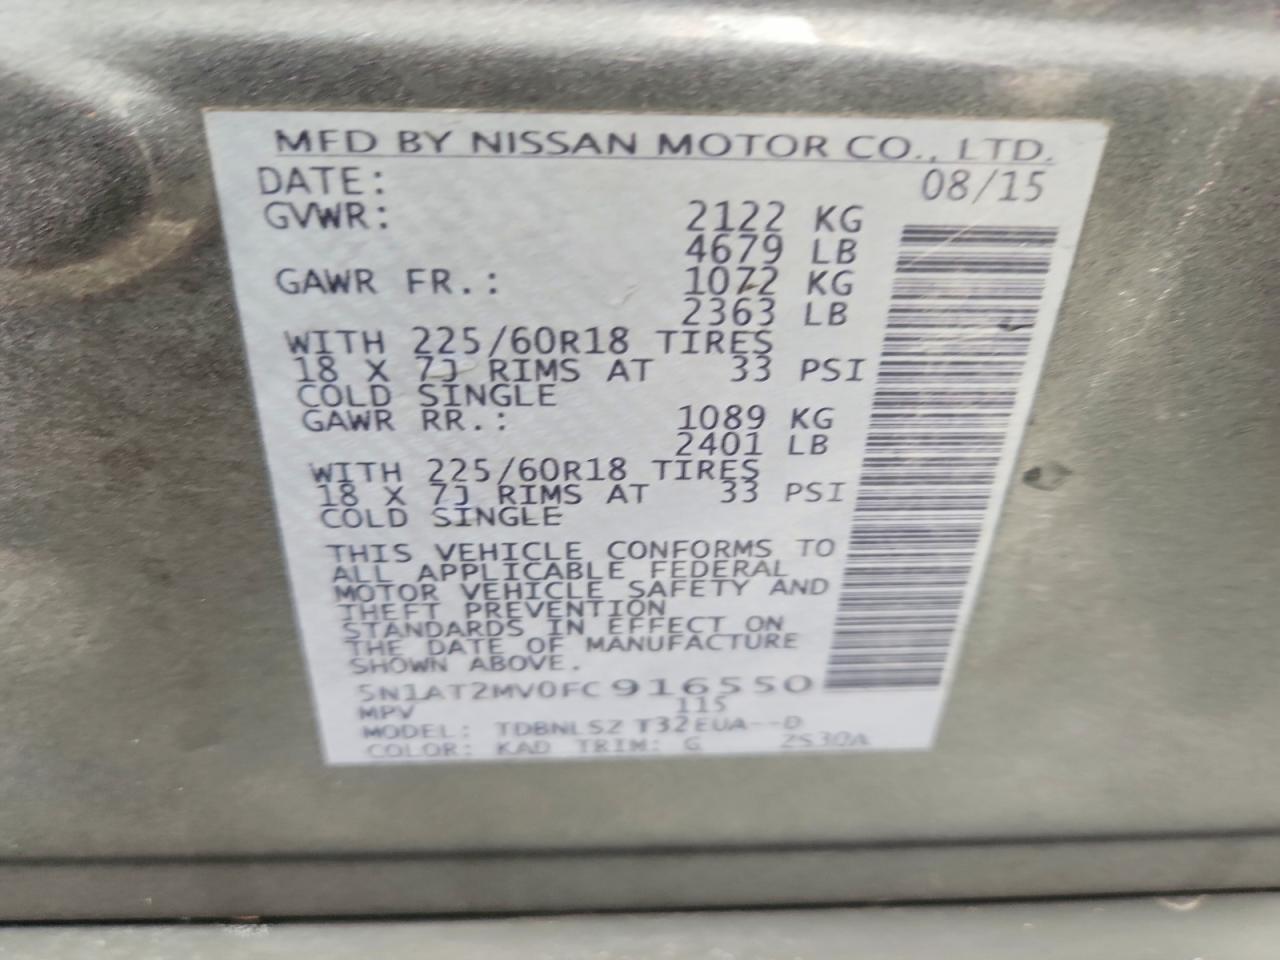 MFD BY NISSAN MOTOR CO., LTD.
DATE: 08/15
GVWR: 2122 KG
4679 LB
GAWR FR.: 1072 KG
2363 LB
WITH 225/60R18 TIRES
18 X 7J RIMS AT 33 PSI
COLD SINGLE
GAWR RR.: 1089 KG
2401 LB
WITH 225/60R18 TIRES
18 X 7J RIMS AT 33 PSI
COLD SINGLE
THIS VEHICLE CONFORMS TO
ALL APPLICABLE FEDERAL
MOTOR VEHICLE SAFETY AND
THEFT PREVENTION
STANDARDS IN EFFECT ON
THE DATE OF MANUFACTURE
SHOWN ABOVE.
5N1AT2MV0FC916550
MPV 115
MODEL: TDBNLSZ T32EUA--D
COLOR: KAD TRIM: G 2S30A